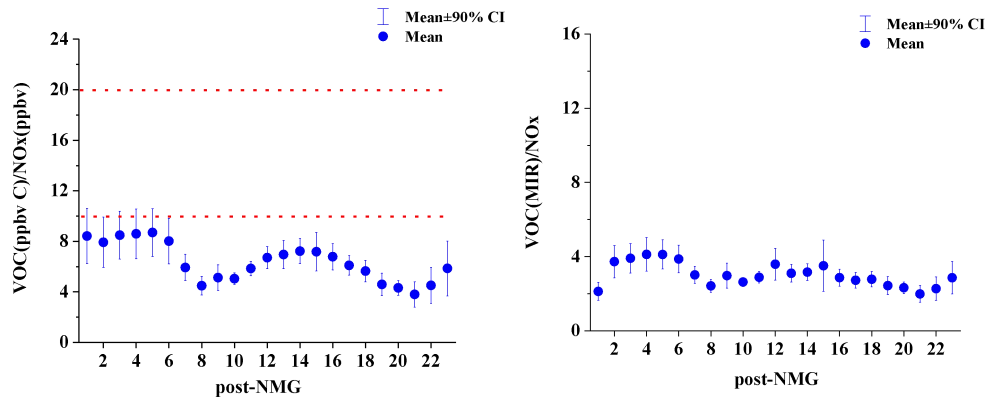 Mean±90% CI
Mean
24
20
16
12
8
4
0
VOC(ppbv C)/NOx(ppbv)
2 4 6 8 10 12 14 16 18 20 22
post-NMG
Mean±90% CI
Mean
16
12
8
4
0
VOC(MIR)/NOx
2 4 6 8 10 12 14 16 18 20 22
post-NMG